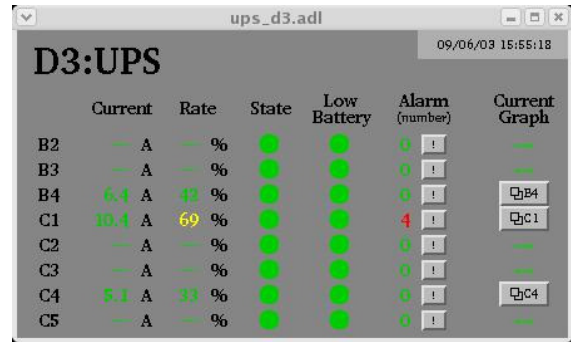 ups_d3.adl
09/06/03 15:55:18
D3:UPS
Current Rate State Low Battery Alarm (number) Current Graph
B2 --- A --- % 0 ! ---
B3 --- A --- % 0 ! ---
B4 6.4 A 42 % 0 ! B4
C1 10.4 A 69 % 4 ! C1
C2 --- A --- % 0 ! ---
C3 --- A --- % 0 ! ---
C4 5.1 A 33 % 0 ! C4
C5 --- A --- % 0 ! ---